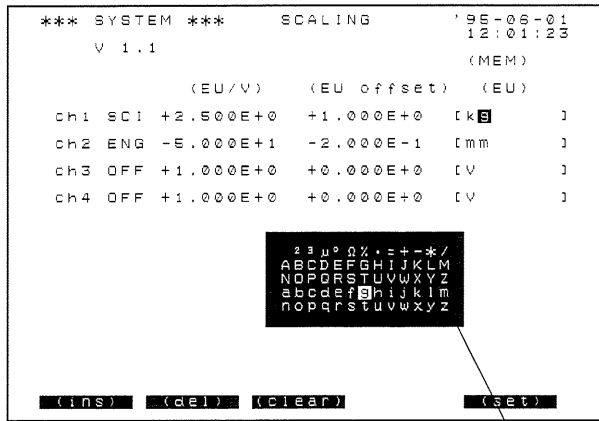 *** SYSTEM *** SCALING '95-06-01
V 1.1 12:01:23
(MEM)
(EU/V) (EU offset) (EU)
ch1 SCI +2.500E+0 +1.000E+0 [kg ]
ch2 ENG -5.000E+1 -2.000E-1 [mm ]
ch3 OFF +1.000E+0 +0.000E+0 [V ]
ch4 OFF +1.000E+0 +0.000E+0 [V ]
²³µ°Ω%·=+-*/
ABCDEFGHIJKLM
NOPQRSTUVWXYZ
abcdefghijklm
nopqrstuvwxyz
(ins) (del) (clear) (set)